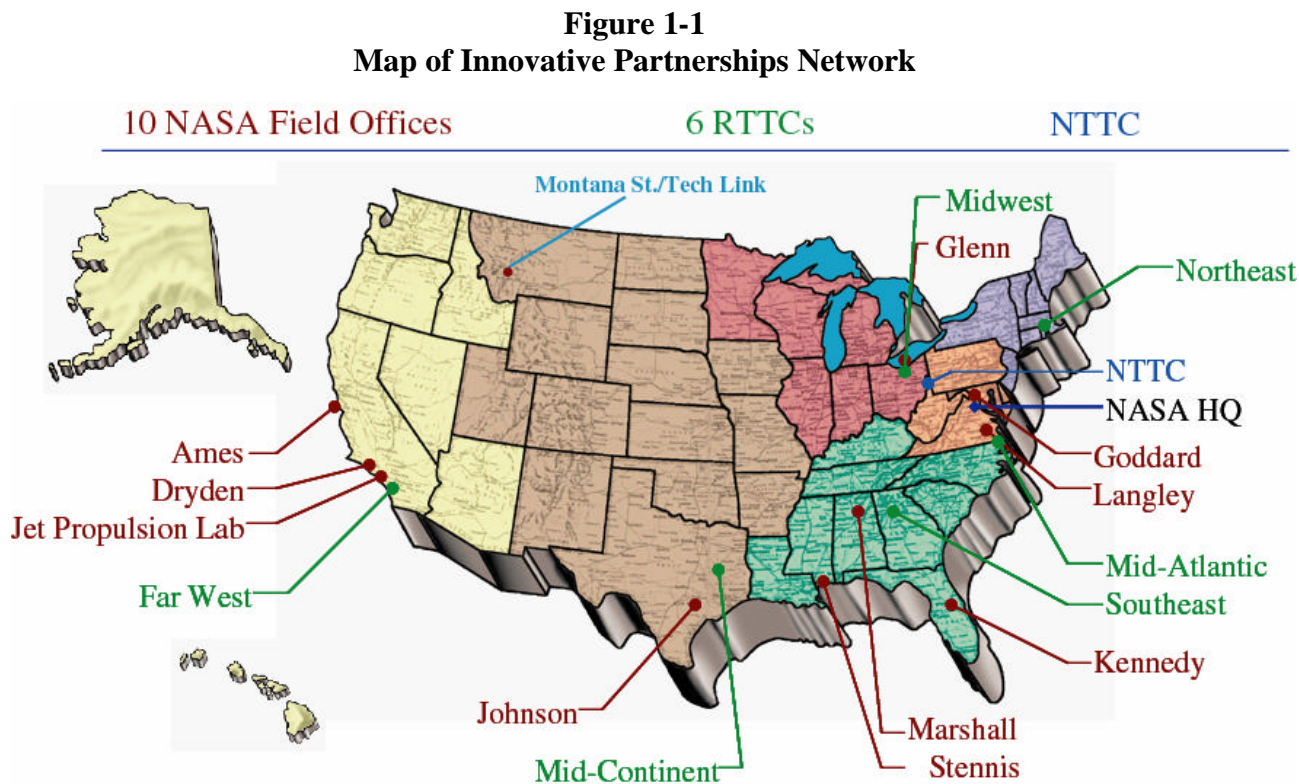 Figure 1-1
Map of Innovative Partnerships Network
10 NASA Field Offices
6 RTTCs
NTTC
Montana St./Tech Link
Midwest
Glenn
Northeast
NTTC
NASA HQ
Ames
Goddard
Dryden
Langley
Jet Propulsion Lab
Mid-Atlantic
Far West
Southeast
Kennedy
Johnson
Marshall
Mid-Continent
Stennis